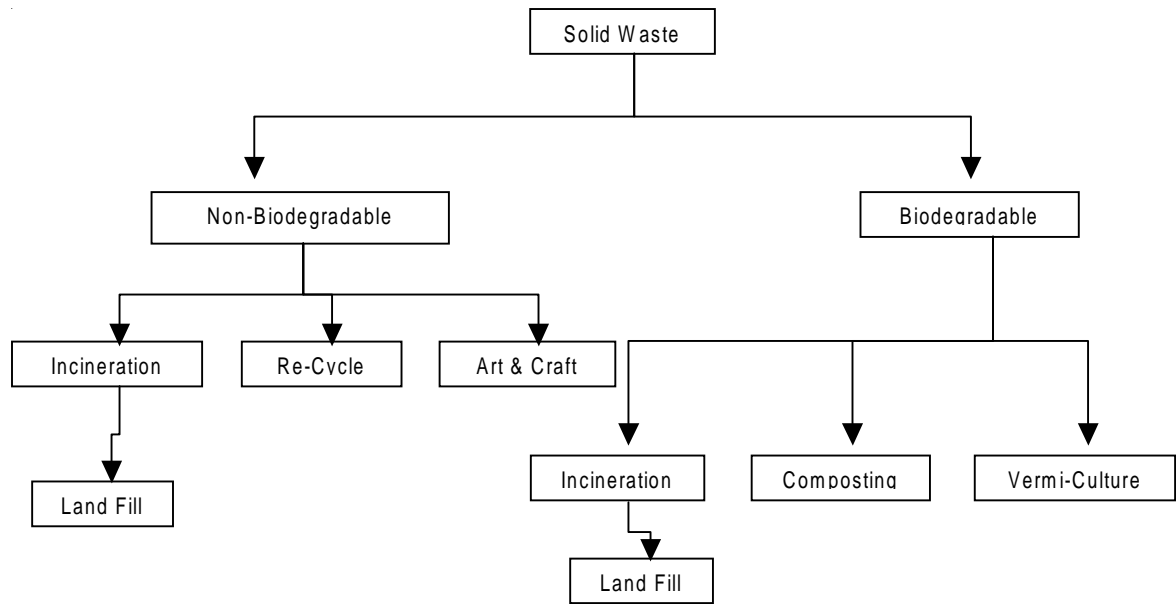 Solid Waste
Non-Biodegradable
Biodegradable
Incineration
Re-Cycle
Art & Craft
Incineration
Composting
Vermi-Culture
Land Fill
Land Fill